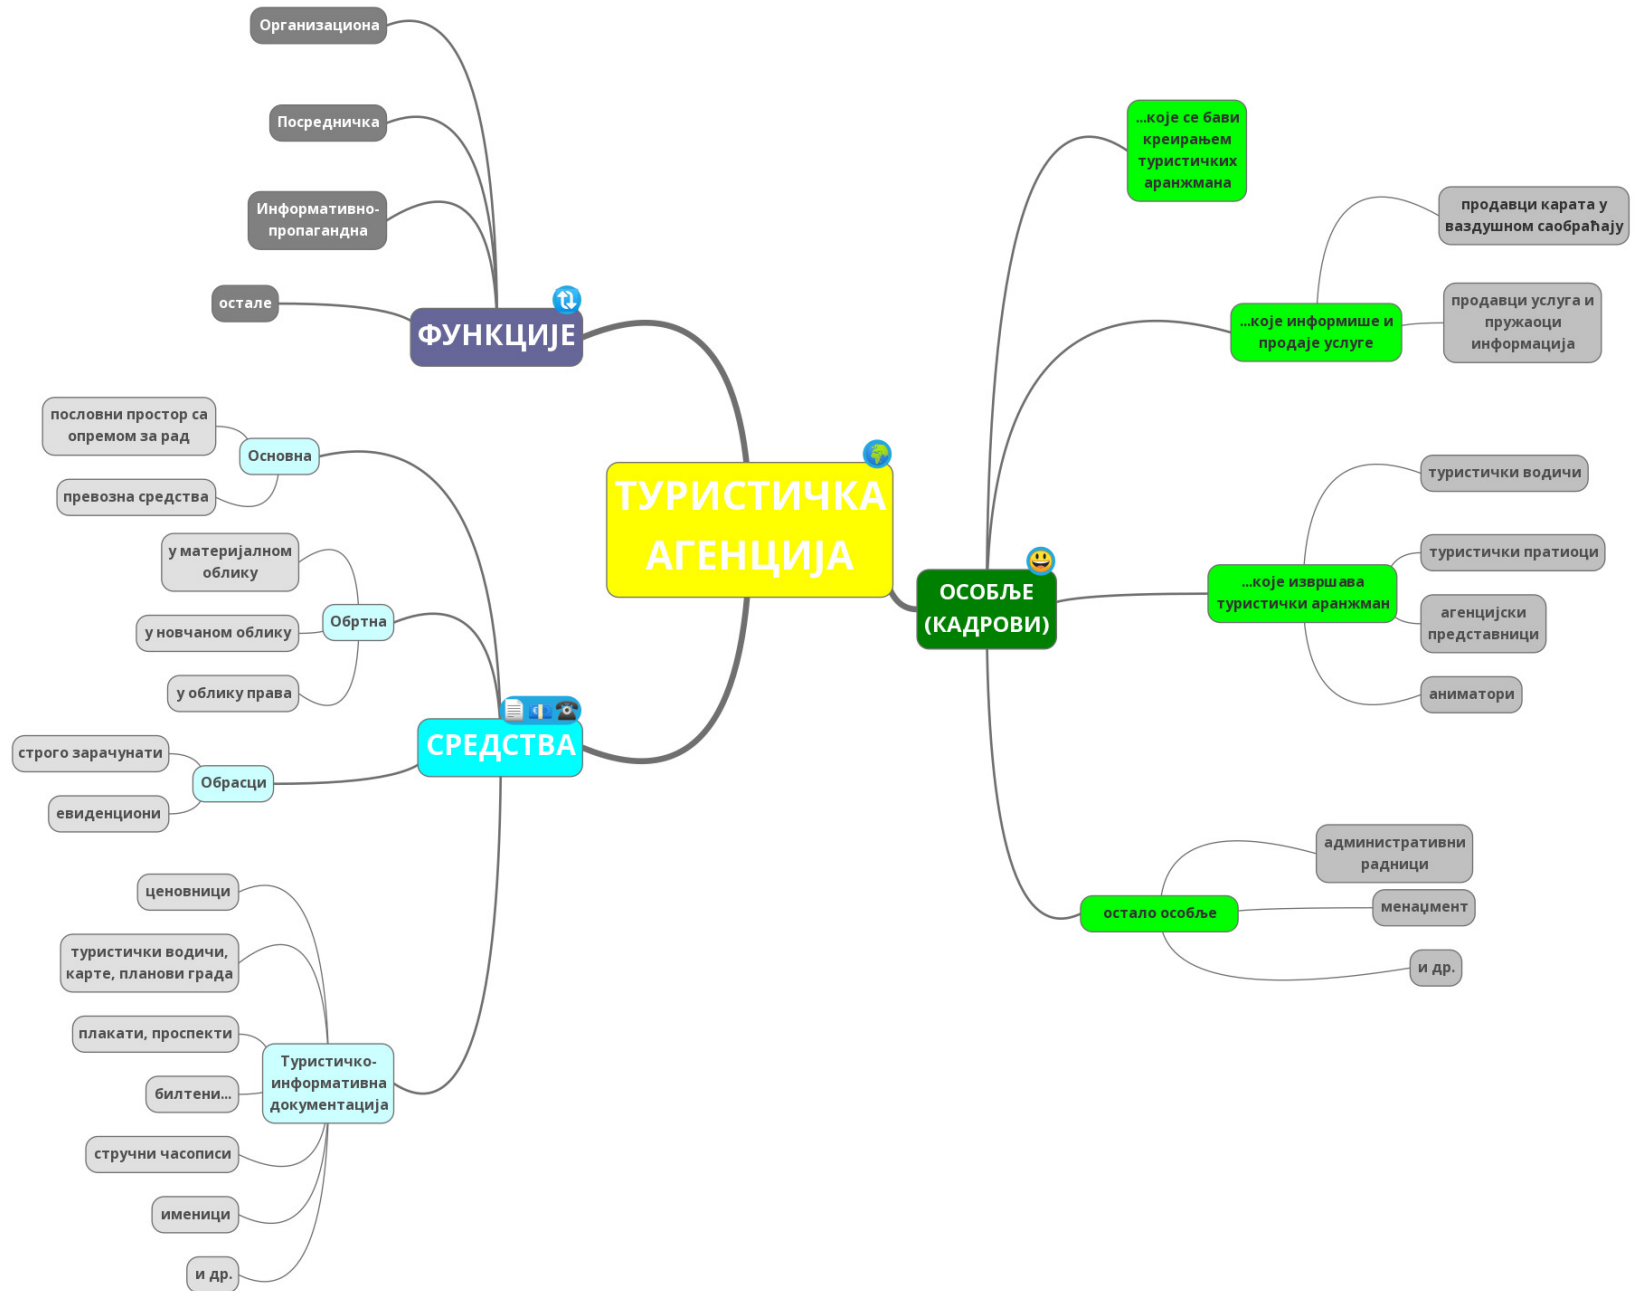 ТУРИСТИЧКА
АГЕНЦИЈА
ФУНКЦИЈЕ
Организациона
Посредничка
Информативно-
пропагандна
остале
СРЕДСТВА
Основна
пословни простор са
опремом за рад
превозна средства
Обртна
у материјалном
облику
у новчаном облику
у облику права
Обрасци
строго зарачунати
евиденциони
Туристичко-
информативна
документација
ценовници
туристички водичи,
карте, планови града
плакати, проспекти
билтени...
стручни часописи
именици
и др.
ОСОБЉЕ
(КАДРОВИ)
...које се бави
креирањем
туристичких
аранжмана
...које информише и
продаје услуге
продавци карата у
ваздушном саобраћају
продавци услуга и
пружаоци
информација
...које извршава
туристички аранжман
туристички водичи
туристички пратиоци
агенцијски
представници
аниматори
остало особље
административни
радници
менаџмент
и др.